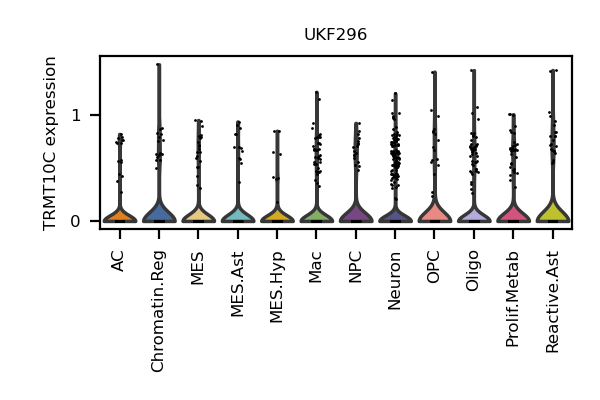 UKF296
TRMT10C expression
1
0
AC
Chromatin.Reg
MES
MES.Ast
MES.Hyp
Mac
NPC
Neuron
OPC
Oligo
Prolif.Metab
Reactive.Ast